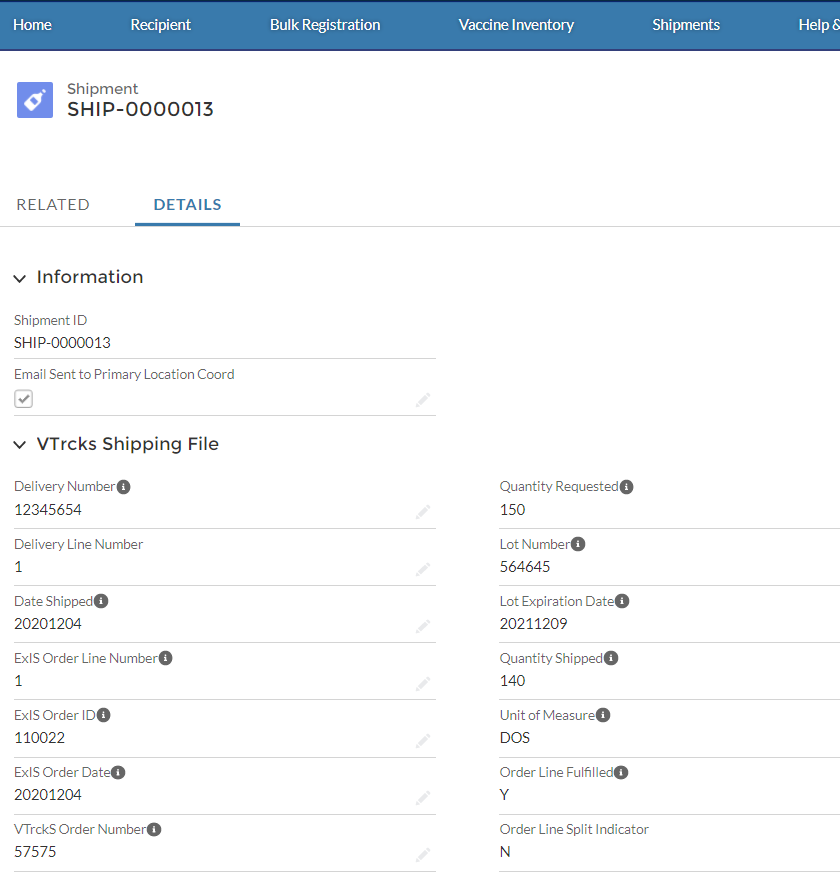 Home Recipient Bulk Registration Vaccine Inventory Shipments Help &
Shipment
SHIP-0000013
RELATED DETAILS
Information
Shipment ID
SHIP-0000013
Email Sent to Primary Location Coord
VTrcks Shipping File
Delivery Number
12345654
Delivery Line Number
1
Date Shipped
20201204
ExIS Order Line Number
1
ExIS Order ID
110022
ExIS Order Date
20201204
VTrckS Order Number
57575
Quantity Requested
150
Lot Number
564645
Lot Expiration Date
20211209
Quantity Shipped
140
Unit of Measure
DOS
Order Line Fulfilled
Y
Order Line Split Indicator
N